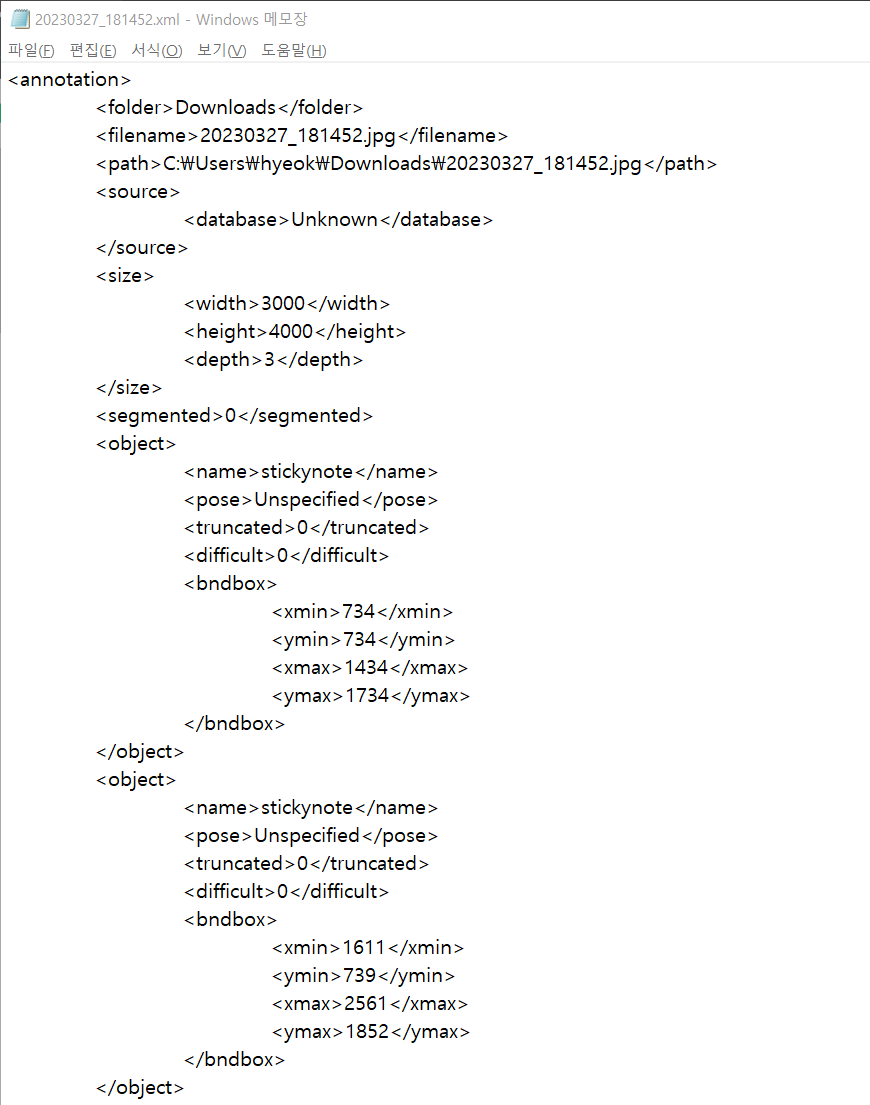 20230327_181452.xml - Windows 메모장
파일(F) 편집(E) 서식(O) 보기(V) 도움말(H)
<annotation>
<folder>Downloads</folder>
<filename>20230327_181452.jpg</filename>
<path>C:₩Users₩hyeok₩Downloads₩20230327_181452.jpg</path>
<source>
<database>Unknown</database>
</source>
<size>
<width>3000</width>
<height>4000</height>
<depth>3</depth>
</size>
<segmented>0</segmented>
<object>
<name>stickynote</name>
<pose>Unspecified</pose>
<truncated>0</truncated>
<difficult>0</difficult>
<bndbox>
<xmin>734</xmin>
<ymin>734</ymin>
<xmax>1434</xmax>
<ymax>1734</ymax>
</bndbox>
</object>
<object>
<name>stickynote</name>
<pose>Unspecified</pose>
<truncated>0</truncated>
<difficult>0</difficult>
<bndbox>
<xmin>1611</xmin>
<ymin>739</ymin>
<xmax>2561</xmax>
<ymax>1852</ymax>
</bndbox>
</object>